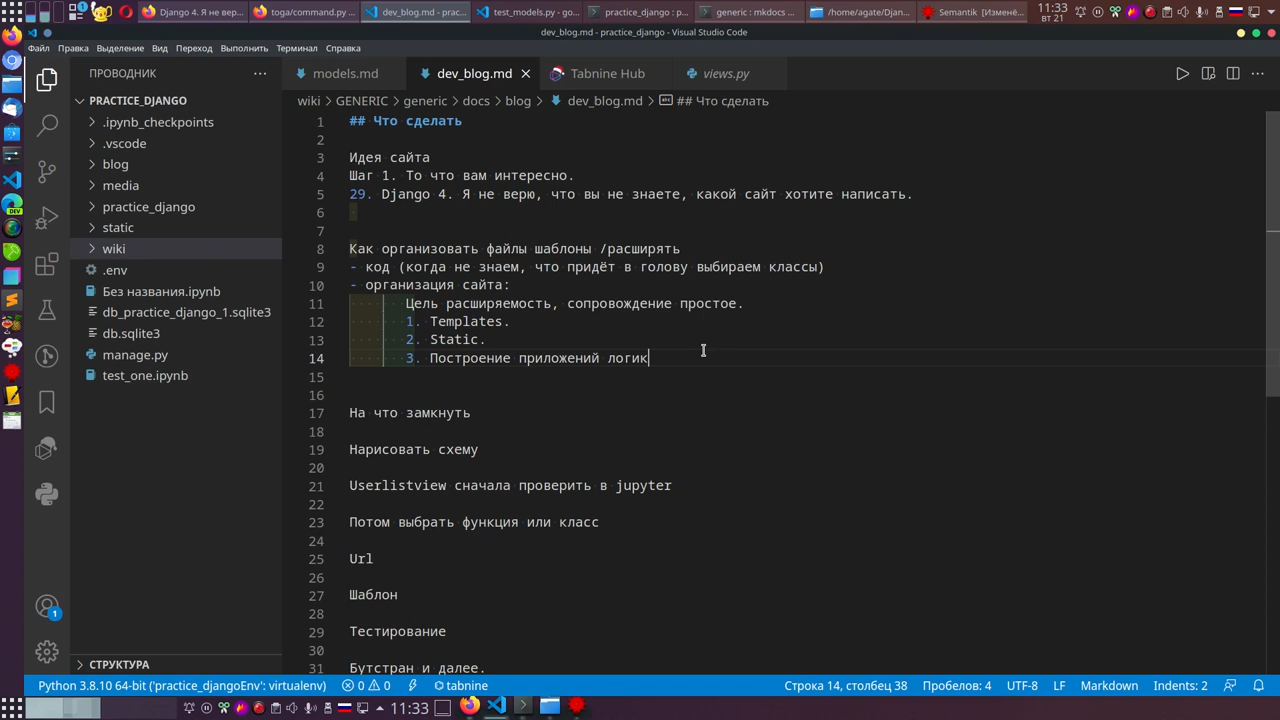 Django 4. Я не вер...
toga/command.py ...
dev_blog.md - prac...
test_models.py - go...
practice_django : p...
generic : mkdocs
/home/agate/Djan...
Semantik [Изменё...
11:33
вт 21
dev_blog.md - practice_django - Visual Studio Code
Файл Правка Выделение Вид Переход Выполнить Терминал Справка
ПРОВОДНИК
models.md
dev_blog.md
Tabnine Hub
views.py
PRACTICE_DJANGO
wiki > GENERIC > generic > docs > blog > dev_blog.md > ## Что сделать
.ipynb_checkpoints
.vscode
blog
media
practice_django
static
wiki
.env
Без названия.ipynb
db_practice_django_1.sqlite3
db.sqlite3
manage.py
test_one.ipynb
СТРУКТУРА
1 ## Что сделать
2
3 Идея сайта
4 Шаг 1. То что вам интересно.
5 29. Django 4. Я не верю, что вы не знаете, какой сайт хотите написать.
6
7
8 Как организовать файлы шаблоны /расширять
9 - код (когда не знаем, что придёт в голову выбираем классы)
10 - организация сайта:
11 Цель расширяемость, сопровождение простое.
12 1. Templates.
13 2. Static.
14 3. Построение приложений логик
15
16
17 На что замкнуть
18
19 Нарисовать схему
20
21 Userlistview сначала проверить в jupyter
22
23 Потом выбрать функция или класс
24
25 Url
26
27 Шаблон
28
29 Тестирование
30
31 Бутстран и далее.
Python 3.8.10 64-bit ('practice_djangoEnv': virtualenv) 0 0 tabnine
Строка 14, столбец 38 Пробелов: 4 UTF-8 LF Markdown Indents: 2
11:33